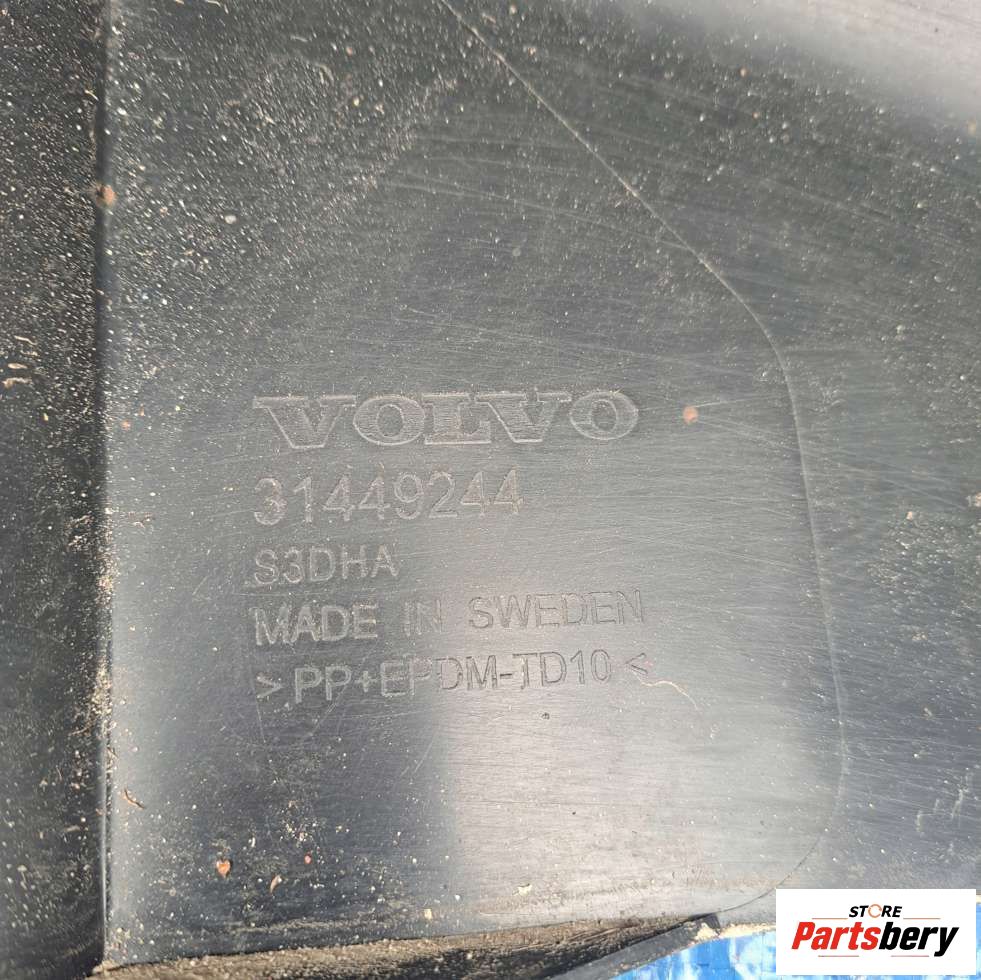 VOLVO
31449244
S3DHA
MADE IN SWEDEN
>PP+EPDM-TD10<
STORE
Partsbery